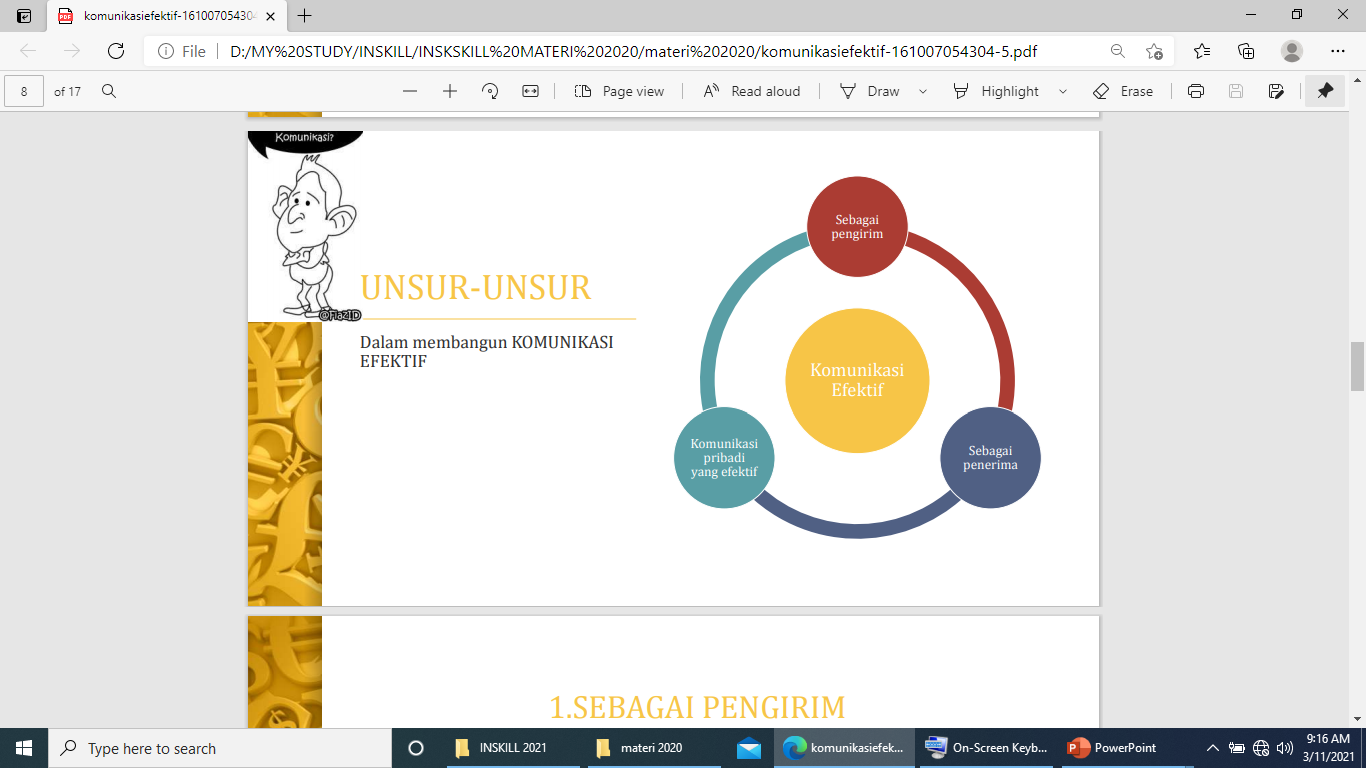 komunikasiefektif-161007054304-
File
D:/MY%20STUDY/INSKILL/INSKSKILL%20MATERI%202020/materi%202020/komunikasiefektif-161007054304-5.pdf
8
of 17
Page view
Read aloud
Draw
Highlight
Erase
Komunikasi?
@FlazID
UNSUR-UNSUR
Dalam membangun KOMUNIKASI
EFEKTIF
Sebagai
pengirim
Komunikasi
Efektif
Komunikasi
pribadi
yang efektif
Sebagai
penerima
1.SEBAGAI PENGIRIM
Type here to search
INSKILL 2021
materi 2020
komunikasiefek...
On-Screen Keyb...
PowerPoint
9:16 AM
3/11/2021